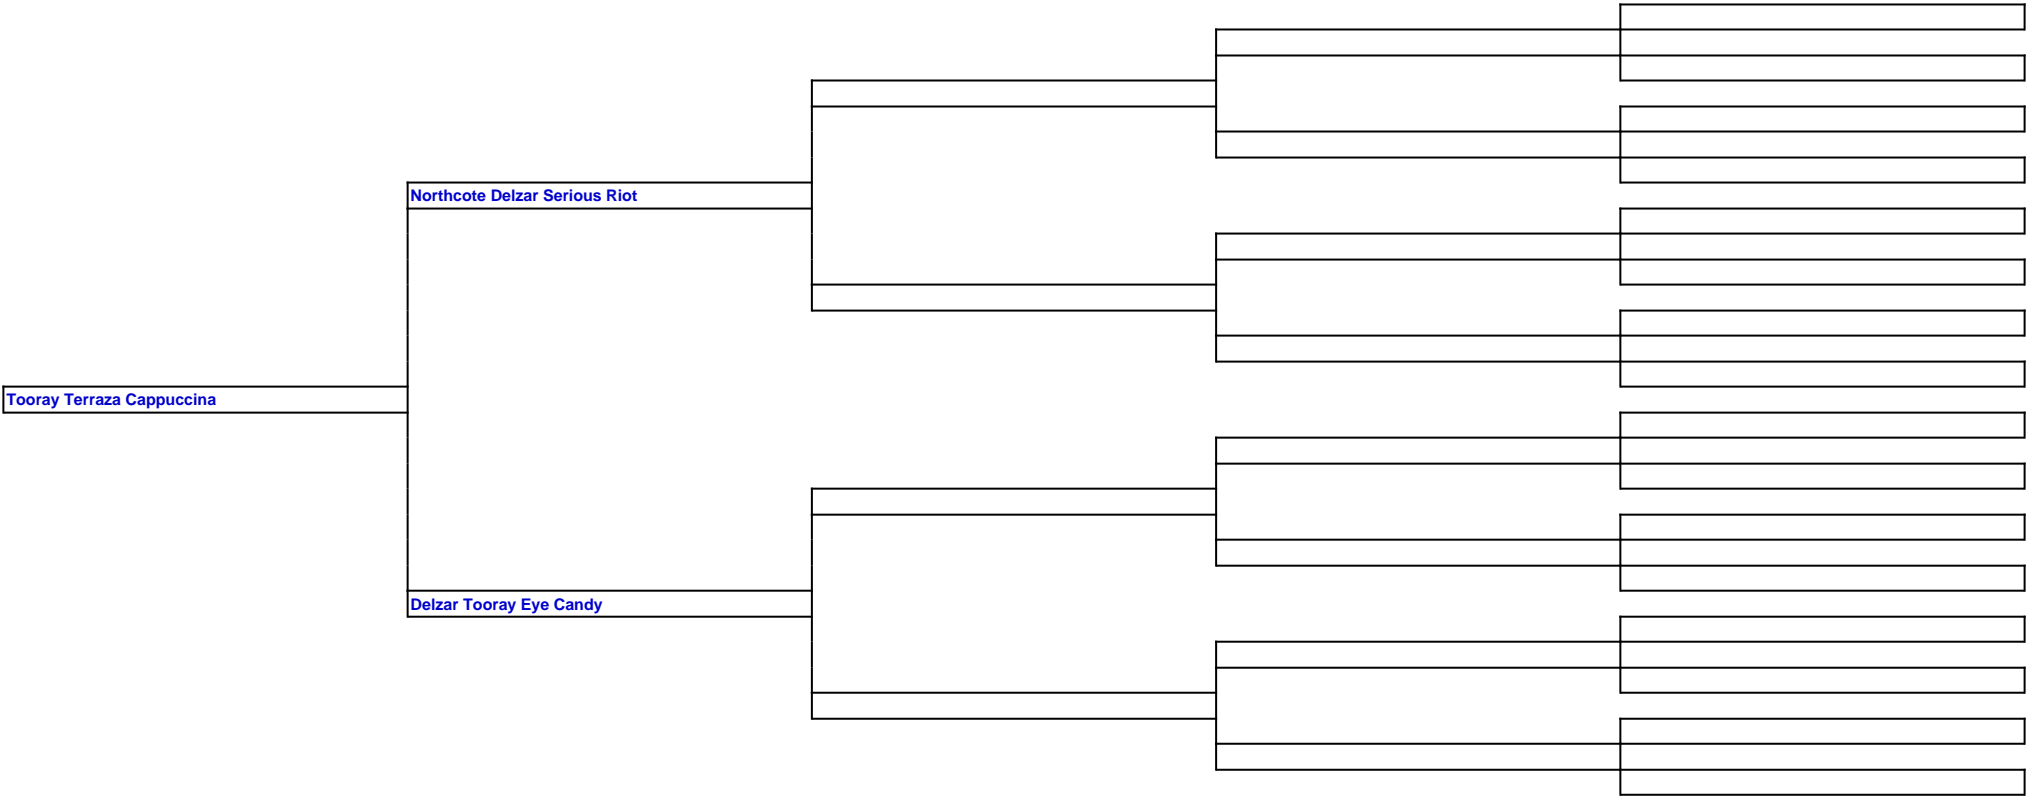 Northcote Delzar Serious Riot
Tooray Terraza Cappuccina
Delzar Tooray Eye Candy